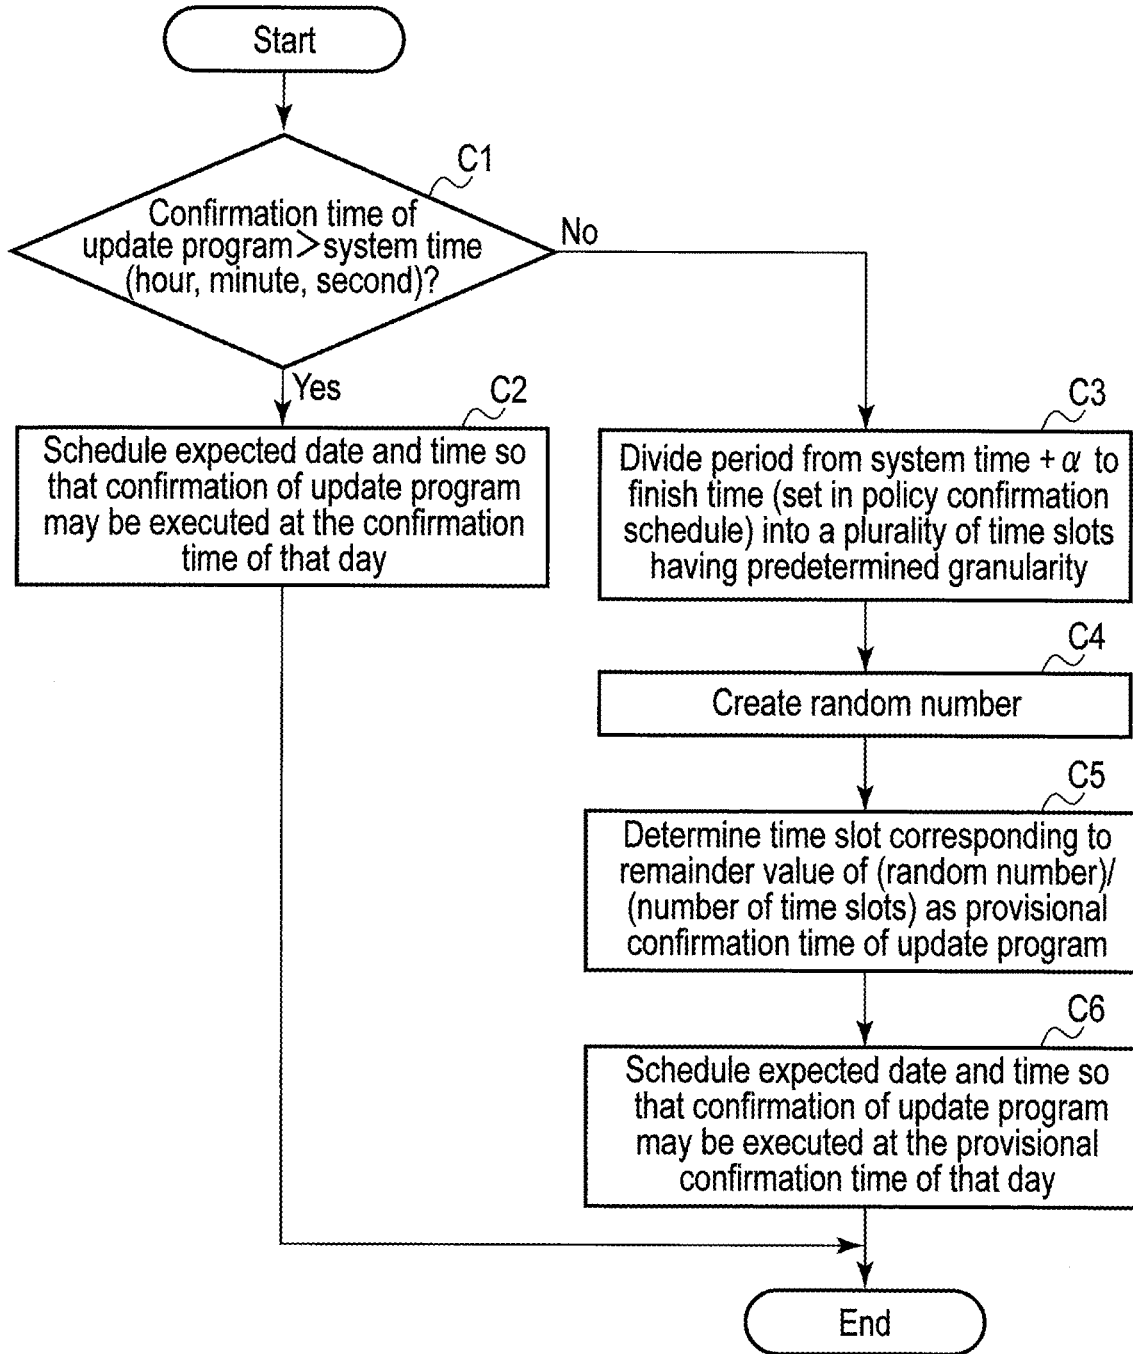 Start
C1
Confirmation time of
update program>system time
(hour, minute, second)?
No
Yes
C2
Schedule expected date and time so
that confirmation of update program
may be executed at the confirmation
time of that day
C3
Divide period from system time + α to
finish time (set in policy confirmation
schedule) into a plurality of time slots
having predetermined granularity
C4
Create random number
C5
Determine time slot corresponding to
remainder value of (random number)/
(number of time slots) as provisional
confirmation time of update program
C6
Schedule expected date and time so
that confirmation of update program
may be executed at the provisional
confirmation time of that day
End